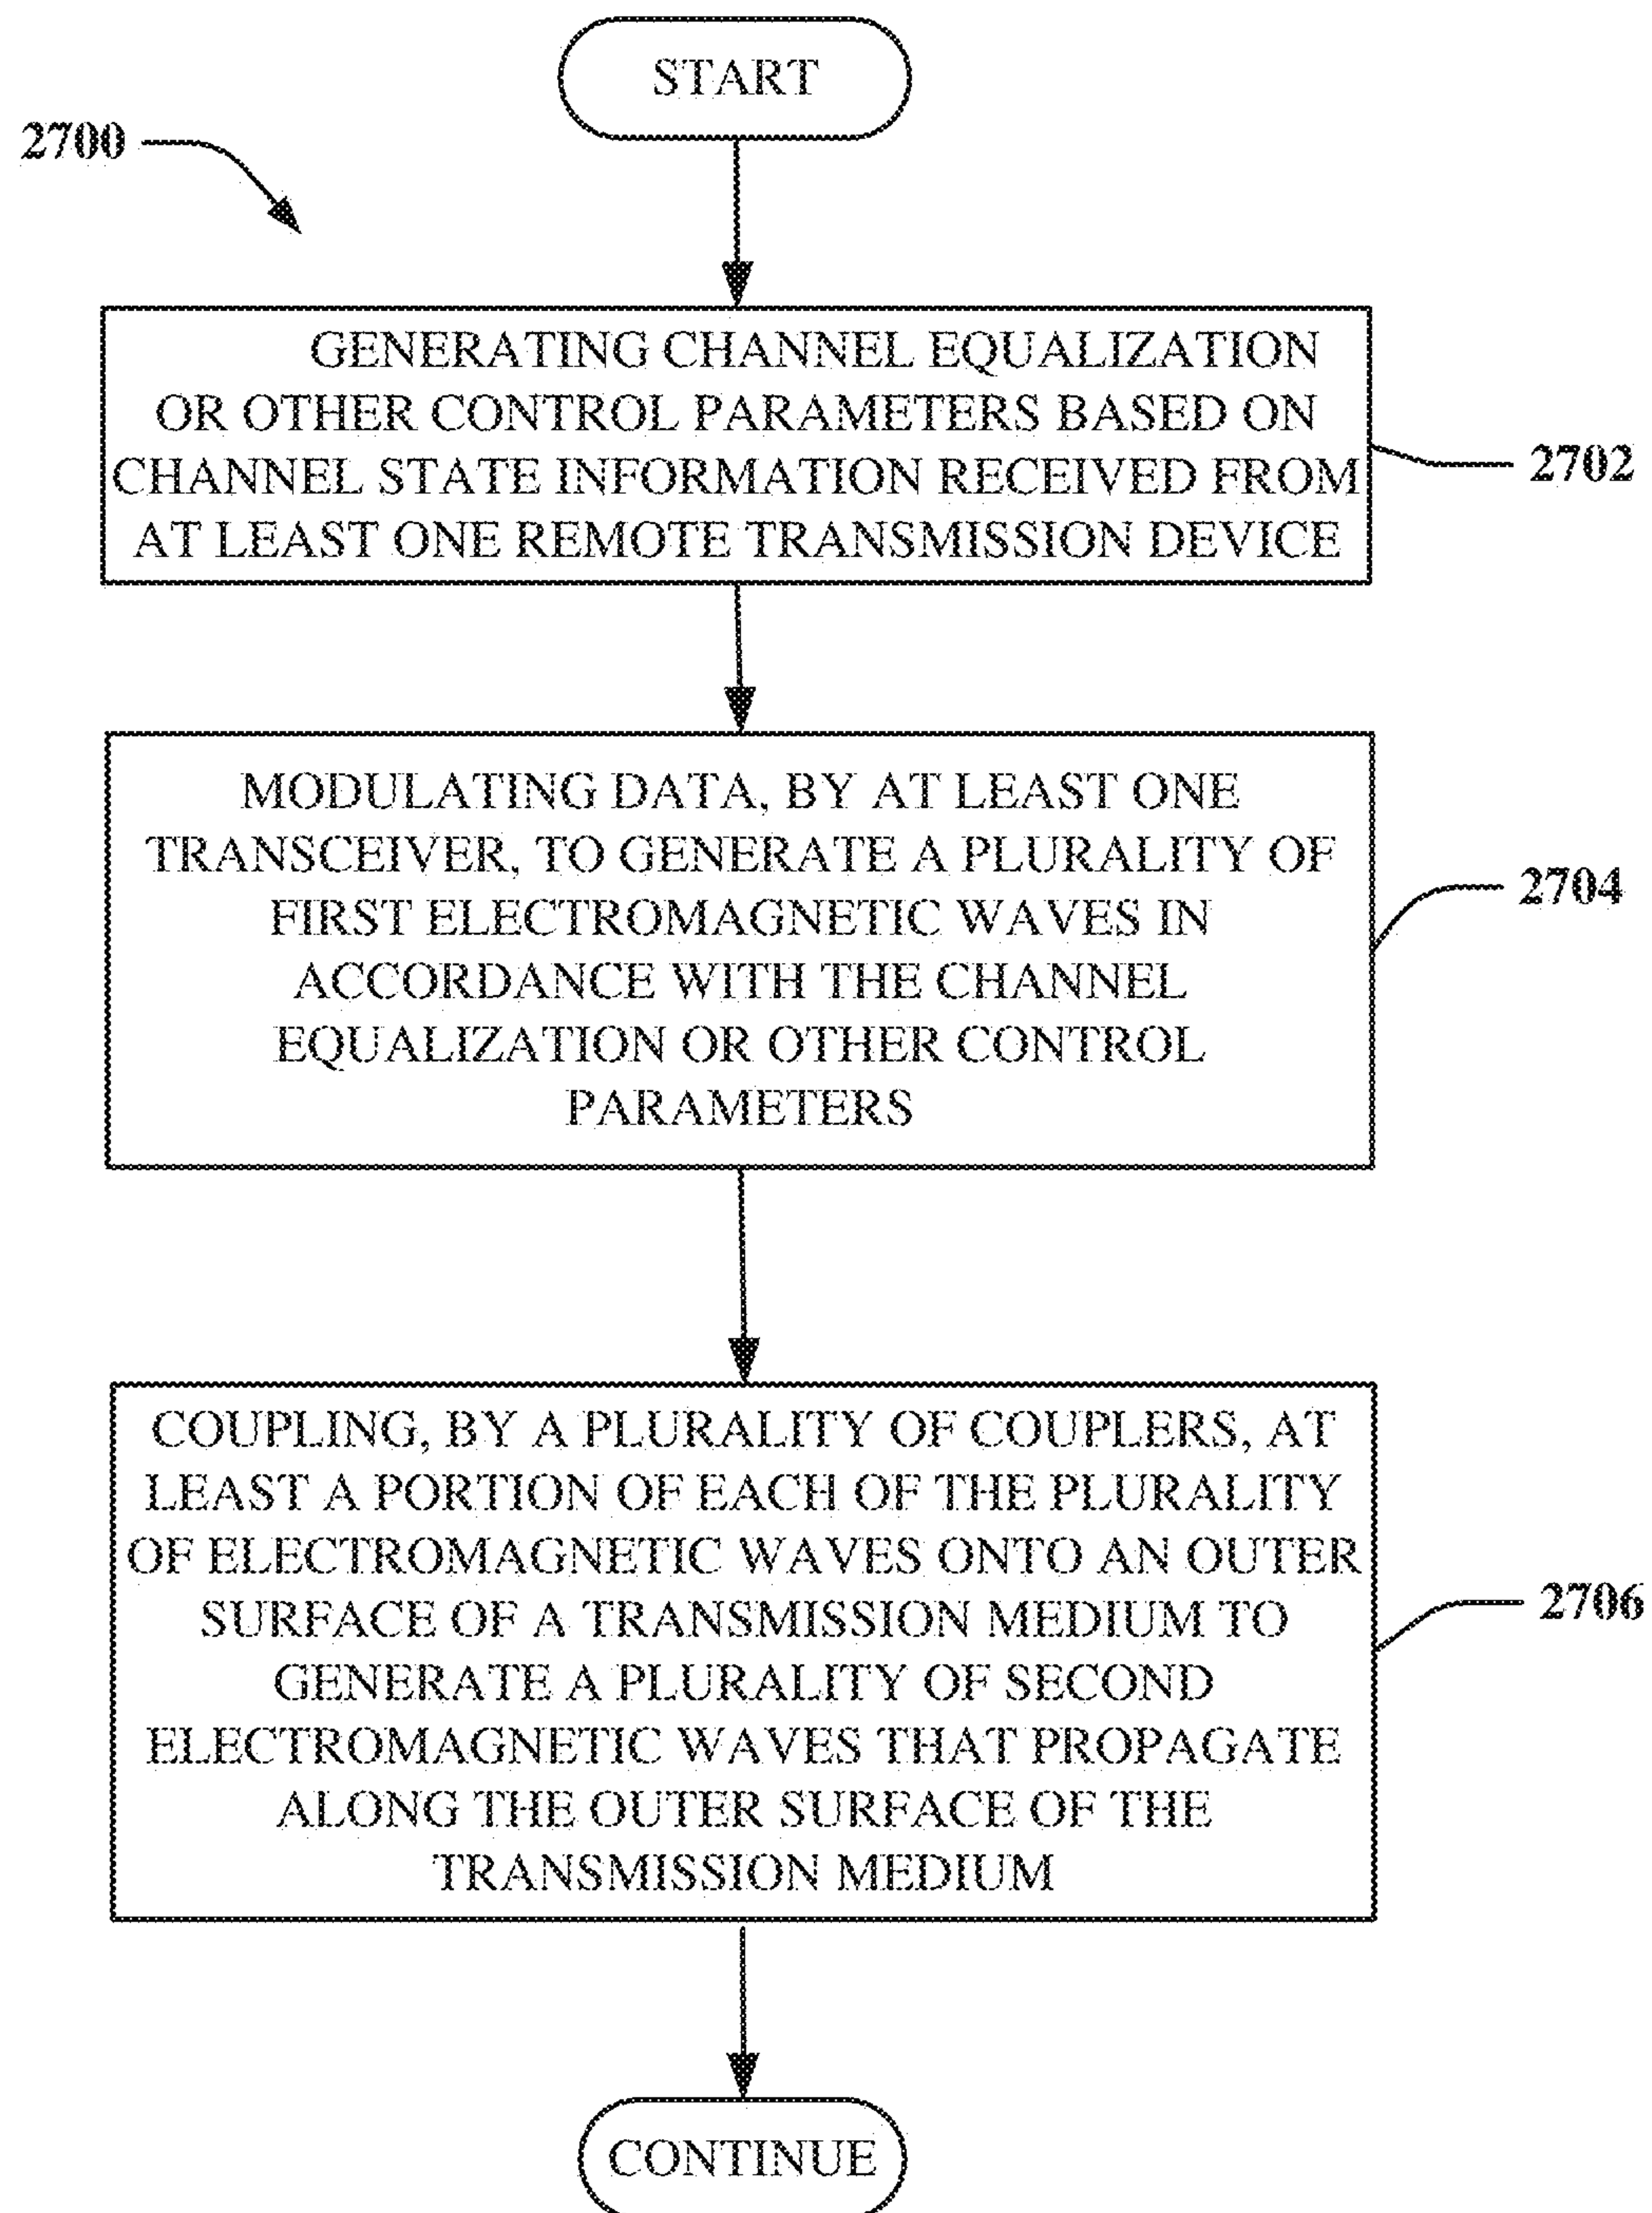 START
2700
GENERATING CHANNEL EQUALIZATION
OR OTHER CONTROL PARAMETERS BASED ON
CHANNEL STATE INFORMATION RECEIVED FROM
AT LEAST ONE REMOTE TRANSMISSION DEVICE
2702
MODULATING DATA, BY AT LEAST ONE
TRANSCEIVER, TO GENERATE A PLURALITY OF
FIRST ELECTROMAGNETIC WAVES IN
ACCORDANCE WITH THE CHANNEL
EQUALIZATION OR OTHER CONTROL
PARAMETERS
2704
COUPLING, BY A PLURALITY OF COUPLERS, AT
LEAST A PORTION OF EACH OF THE PLURALITY
OF ELECTROMAGNETIC WAVES ONTO AN OUTER
SURFACE OF A TRANSMISSION MEDIUM TO
GENERATE A PLURALITY OF SECOND
ELECTROMAGNETIC WAVES THAT PROPAGATE
ALONG THE OUTER SURFACE OF THE
TRANSMISSION MEDIUM
2706
CONTINUE